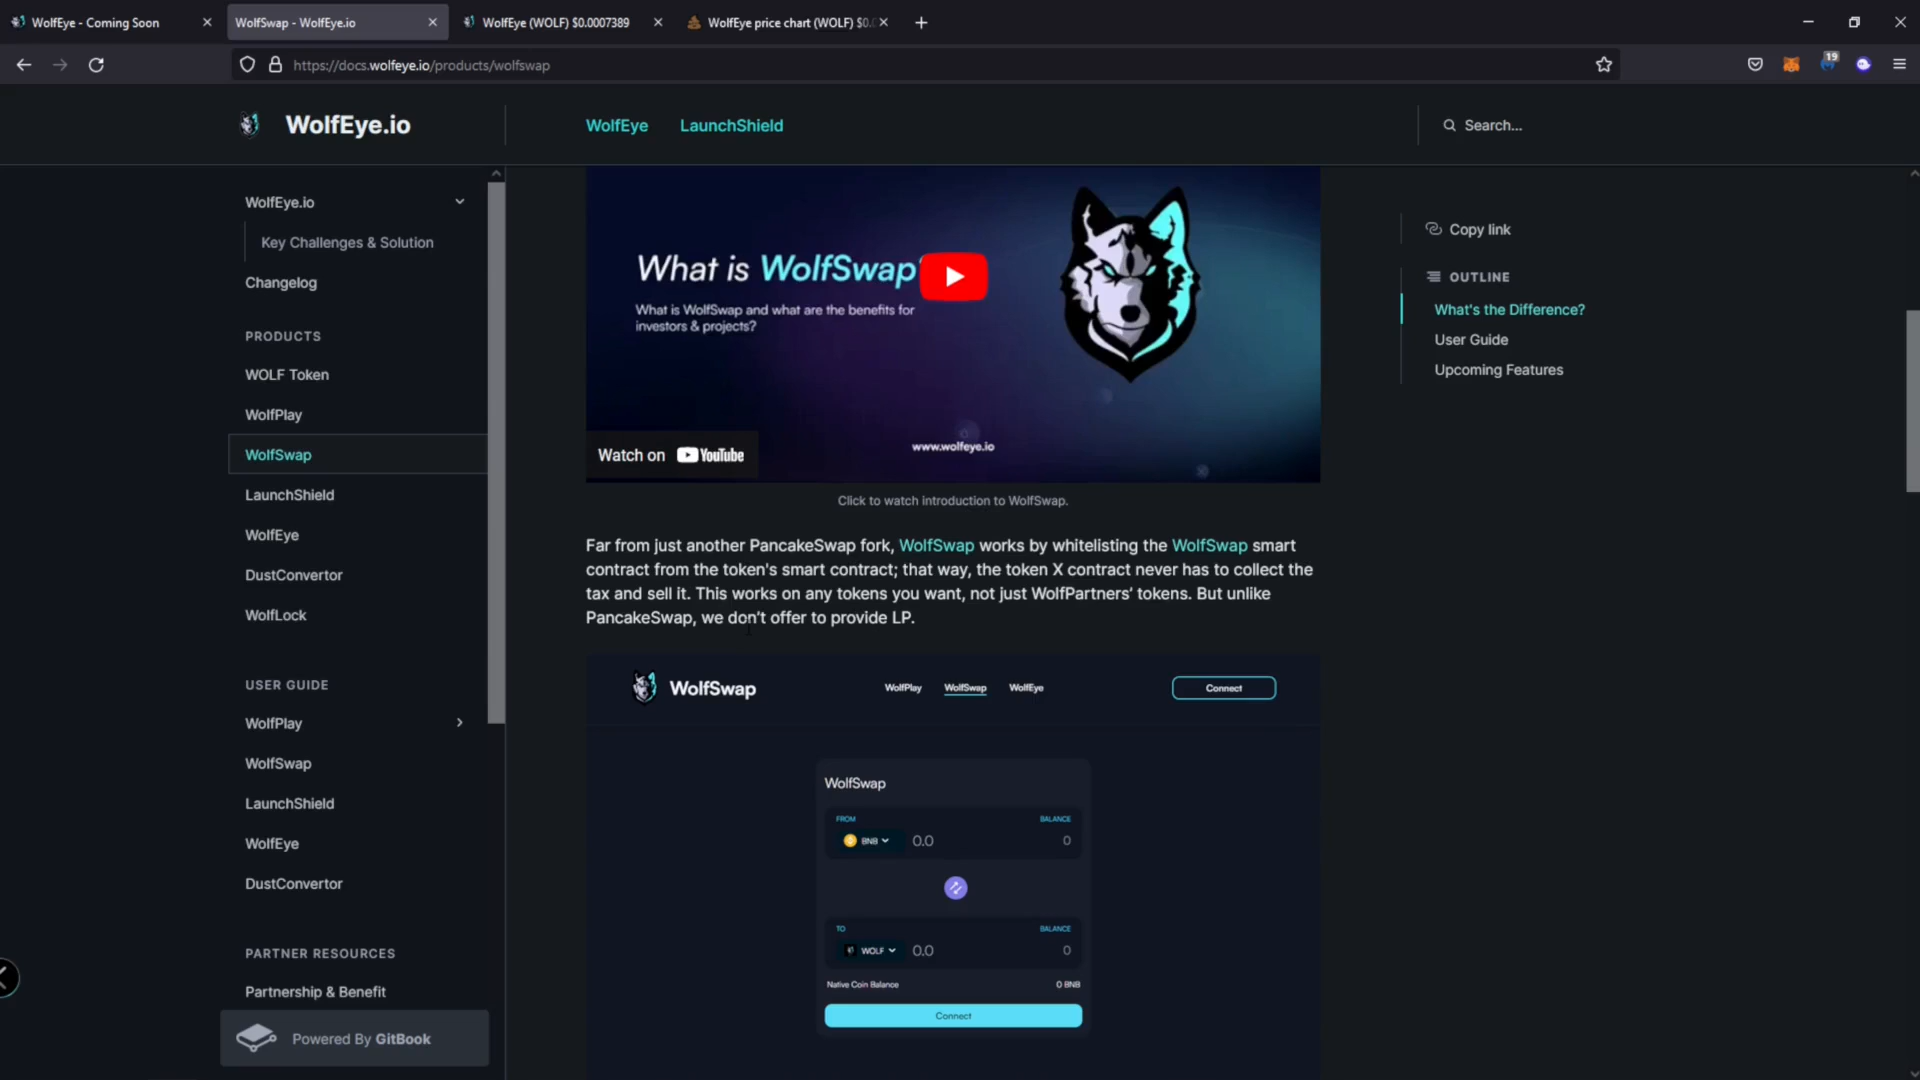 WolfEye - Coming Soon
WolfSwap - WolfEye.io
WolfEye (WOLF) $0.0007389
WolfEye price chart (WOLF) $0.
https://docs.wolfeye.io/products/wolfswap
19
WolfEye.io
WolfEye
LaunchShield
Search...
WolfEye.io
Key Challenges & Solution
Changelog
PRODUCTS
WOLF Token
WolfPlay
WolfSwap
LaunchShield
WolfEye
DustConvertor
WolfLock
USER GUIDE
WolfPlay
WolfSwap
LaunchShield
WolfEye
DustConvertor
PARTNER RESOURCES
Partnership & Benefit
Powered By GitBook
What is WolfSwap
What is WolfSwap and what are the benefits for
investors & projects?
www.wolfeye.io
Watch on YouTube
Click to watch introduction to WolfSwap.
Far from just another PancakeSwap fork, WolfSwap works by whitelisting the WolfSwap smart
contract from the token's smart contract; that way, the token X contract never has to collect the
tax and sell it. This works on any tokens you want, not just WolfPartners' tokens. But unlike
PancakeSwap, we don't offer to provide LP.
WolfSwap
WolfPlay
WolfSwap
WolfEye
Connect
WolfSwap
FROM
BALANCE
BNB
0.0
0
TO
BALANCE
WOLF
0.0
0
Native Coin Balance
0 BNB
Connect
Copy link
OUTLINE
What's the Difference?
User Guide
Upcoming Features